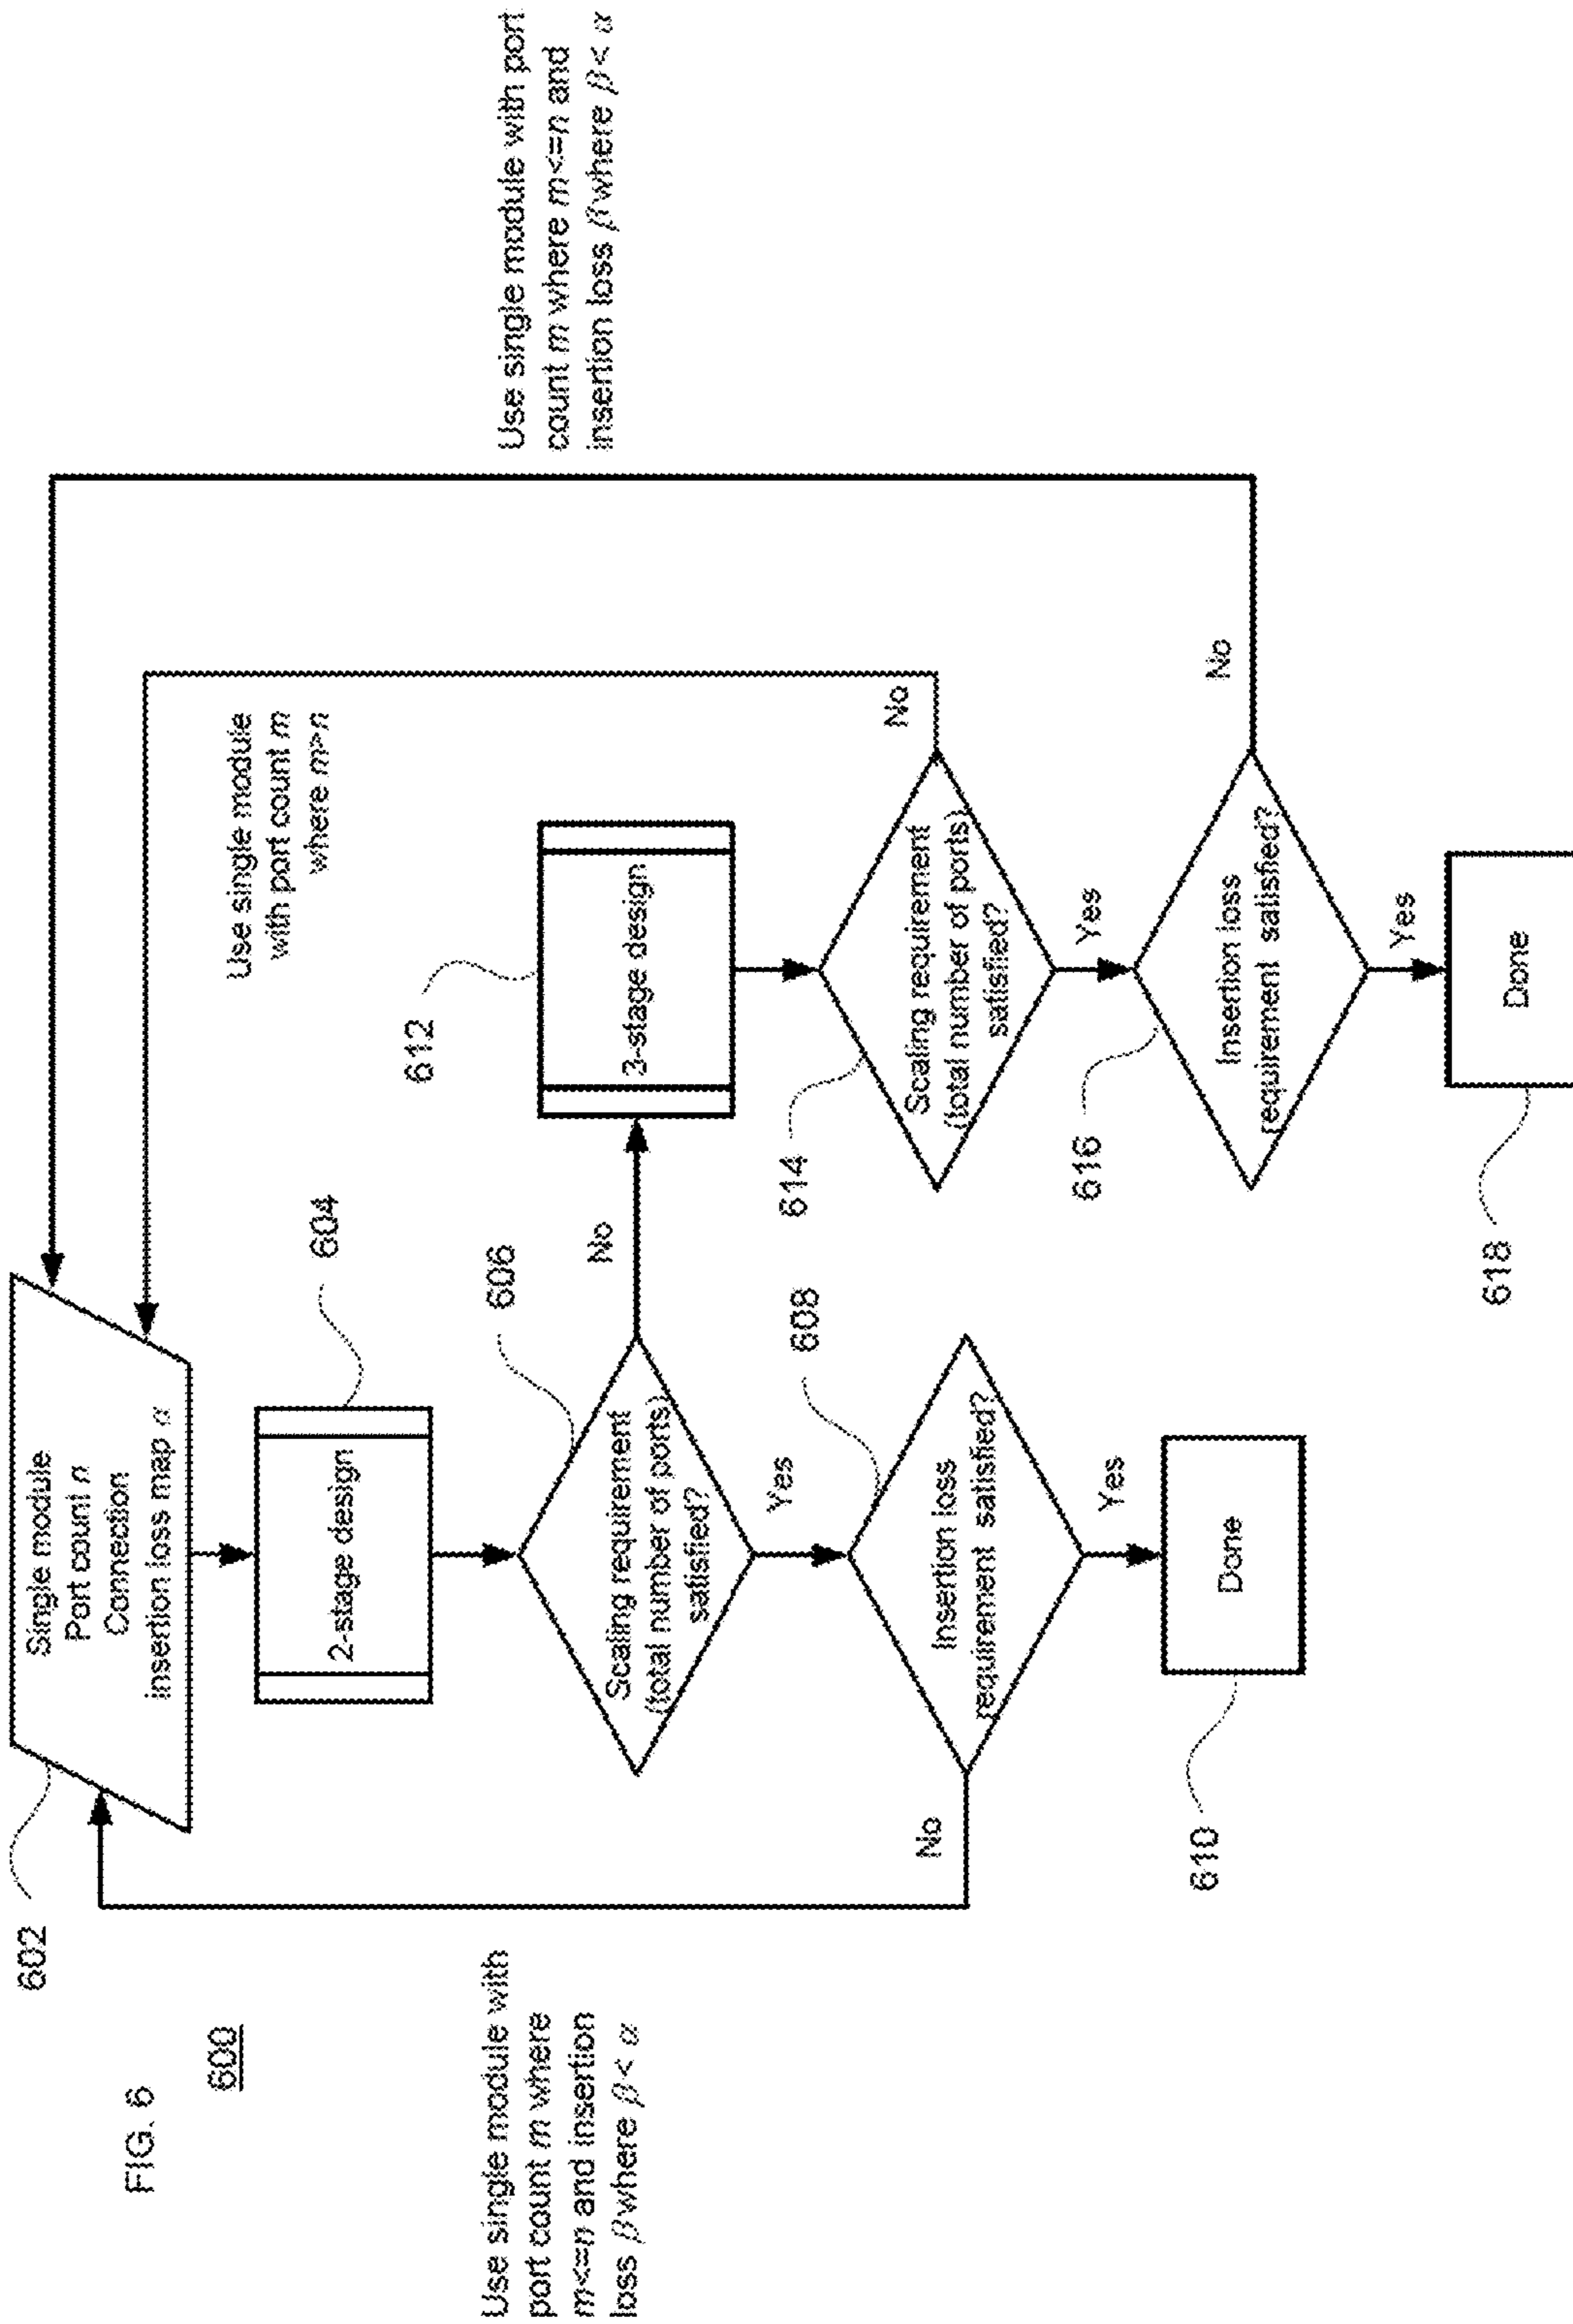 FIG. 6
600
602
Single module
Port count n
Connection
insertion loss map α
604
2-stage design
606
Scaling requirement
(total number of ports)
satisfied?
No
Yes
608
Insertion loss
requirement satisfied?
No
Yes
610
Done
Use single module with
port count m where
m<=n and insertion
loss β where β< α
612
3-stage design
614
Scaling requirement
(total number of ports)
satisfied?
No
Use single module
with port count m
where m>n
Yes
616
Insertion loss
requirement satisfied?
No
Use single module with port
count m where m<=n and
insertion loss β where β< α
Yes
618
Done